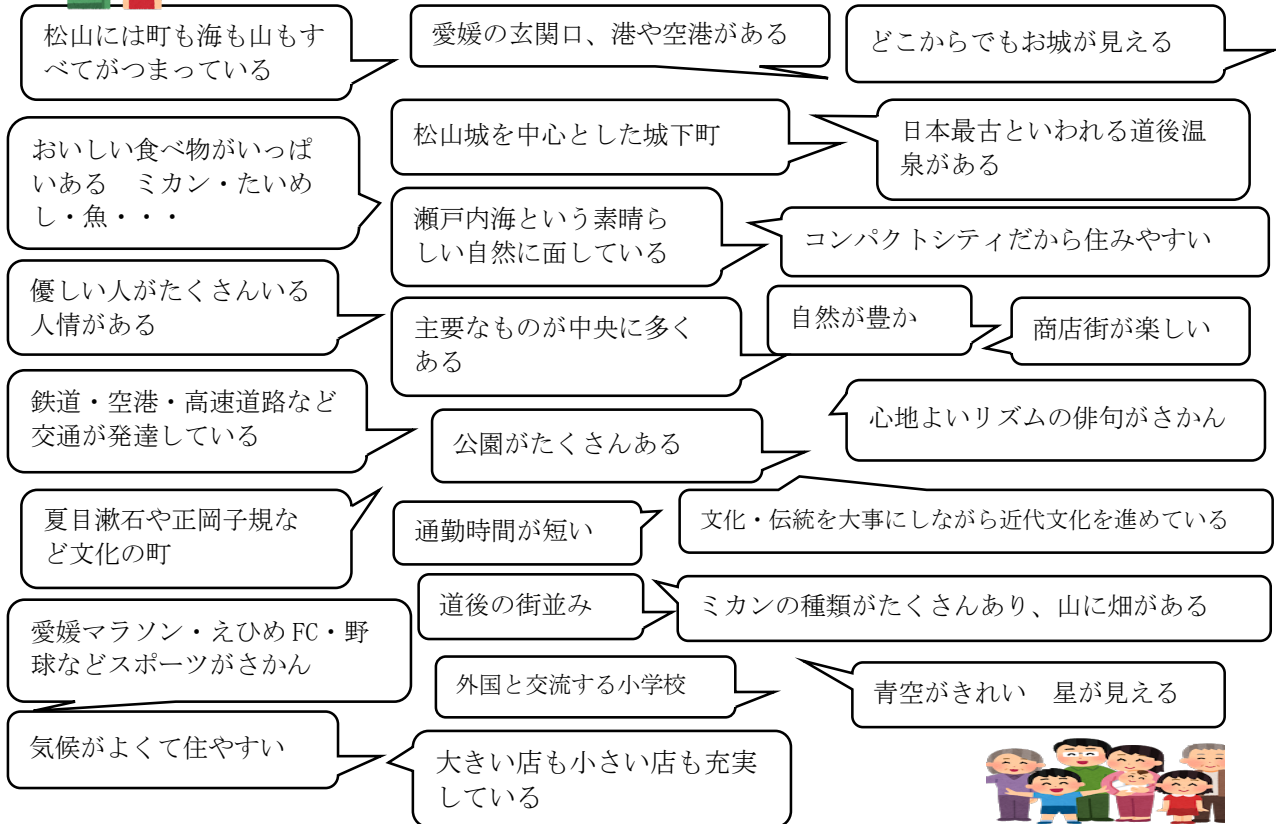 松山には町も海も山もす
べてがつまっている
愛媛の玄関口、港や空港がある
どこからでもお城が見える
おいしい食べ物がいっぱ
いある　ミカン・たいめ
し・魚・・・
松山城を中心とした城下町
日本最古といわれる道後温
泉がある
瀬戸内海という素晴ら
しい自然に面している
コンパクトシティだから住みやすい
優しい人がたくさんいる
人情がある
主要なものが中央に多く
ある
自然が豊か
商店街が楽しい
鉄道・空港・高速道路など
交通が発達している
公園がたくさんある
心地よいリズムの俳句がさかん
夏目漱石や正岡子規な
ど文化の町
通勤時間が短い
文化・伝統を大事にしながら近代文化を進めている
道後の街並み
ミカンの種類がたくさんあり、山に畑がある
愛媛マラソン・えひめ FC・野
球などスポーツがさかん
外国と交流する小学校
青空がきれい　星が見える
気候がよくて住やすい
大きい店も小さい店も充実
している